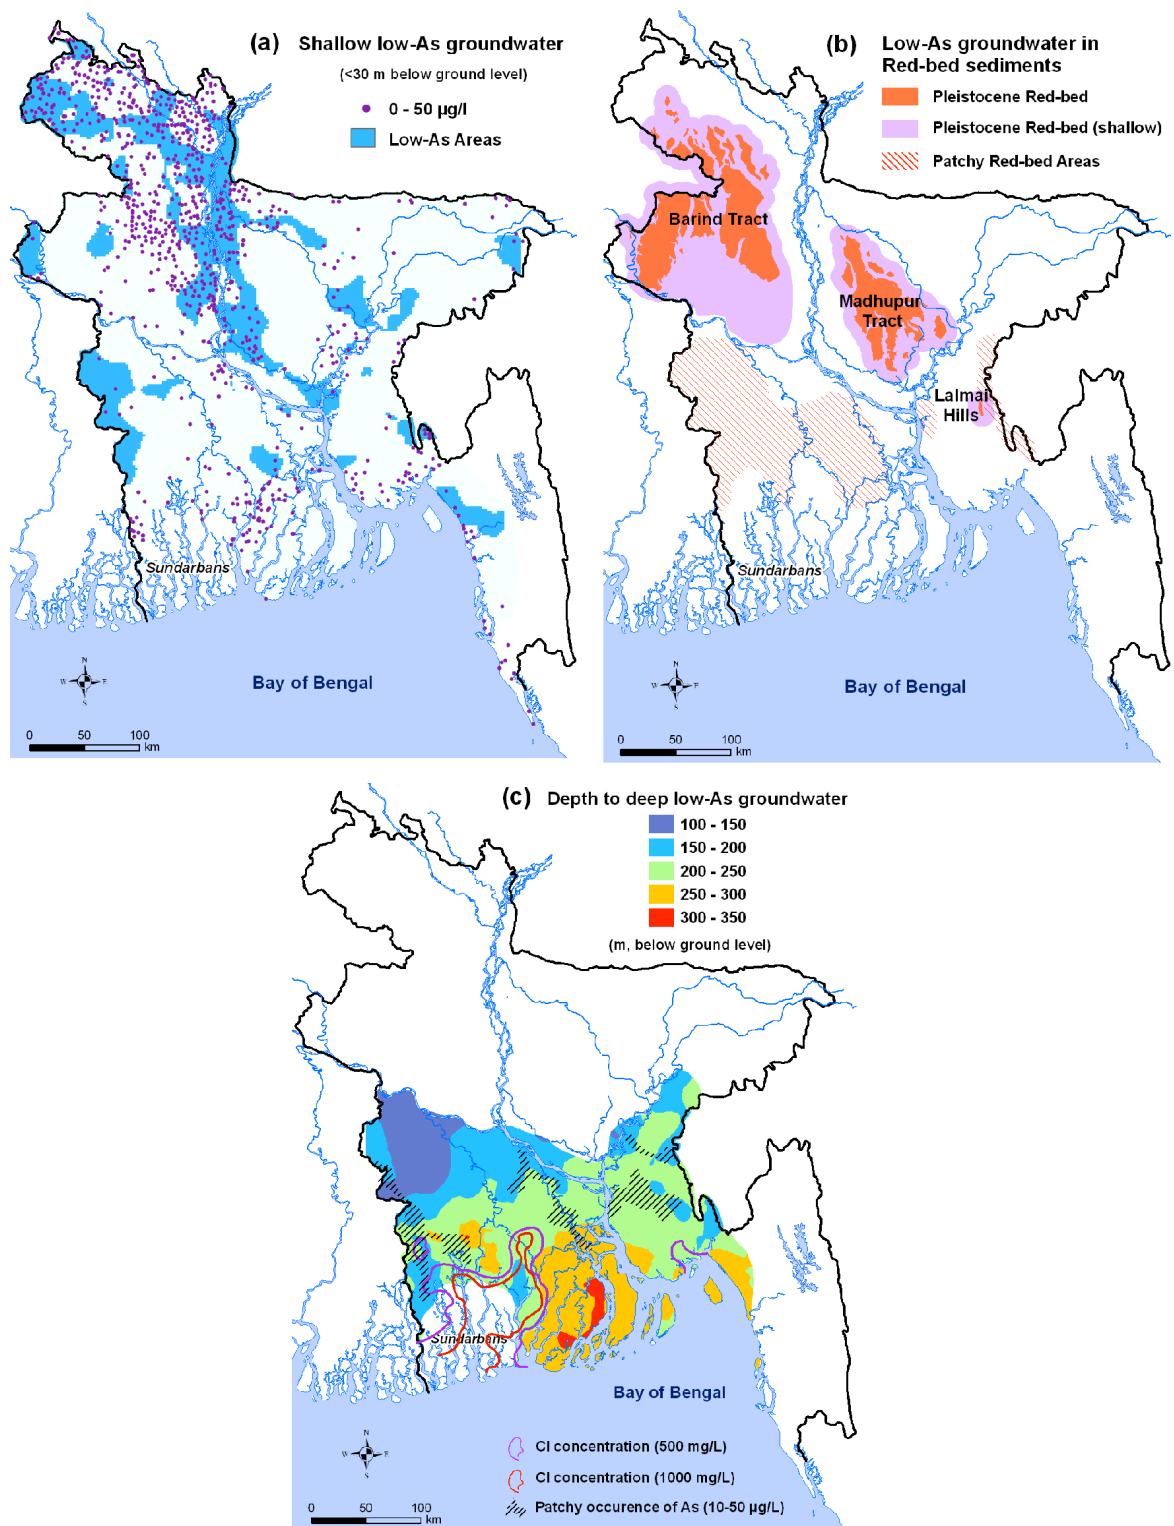 (a) Shallow low-As groundwater
(<30 m below ground level)
0 - 50 µg/l
Low-As Areas
Sundarbans
Bay of Bengal
N
W E
S
0 50 100
km
(b) Low-As groundwater in
Red-bed sediments
Pleistocene Red-bed
Pleistocene Red-bed (shallow)
Patchy Red-bed Areas
Barind Tract
Madhupur
Tract
Lalmai
Hills
Sundarbans
Bay of Bengal
N
W E
S
0 50 100
km
(c) Depth to deep low-As groundwater
100 - 150
150 - 200
200 - 250
250 - 300
300 - 350
(m, below ground level)
Sundarbans
Bay of Bengal
Cl concentration (500 mg/L)
Cl concentration (1000 mg/L)
Patchy occurence of As (10-50 µg/L)
N
W E
S
0 50 100
km